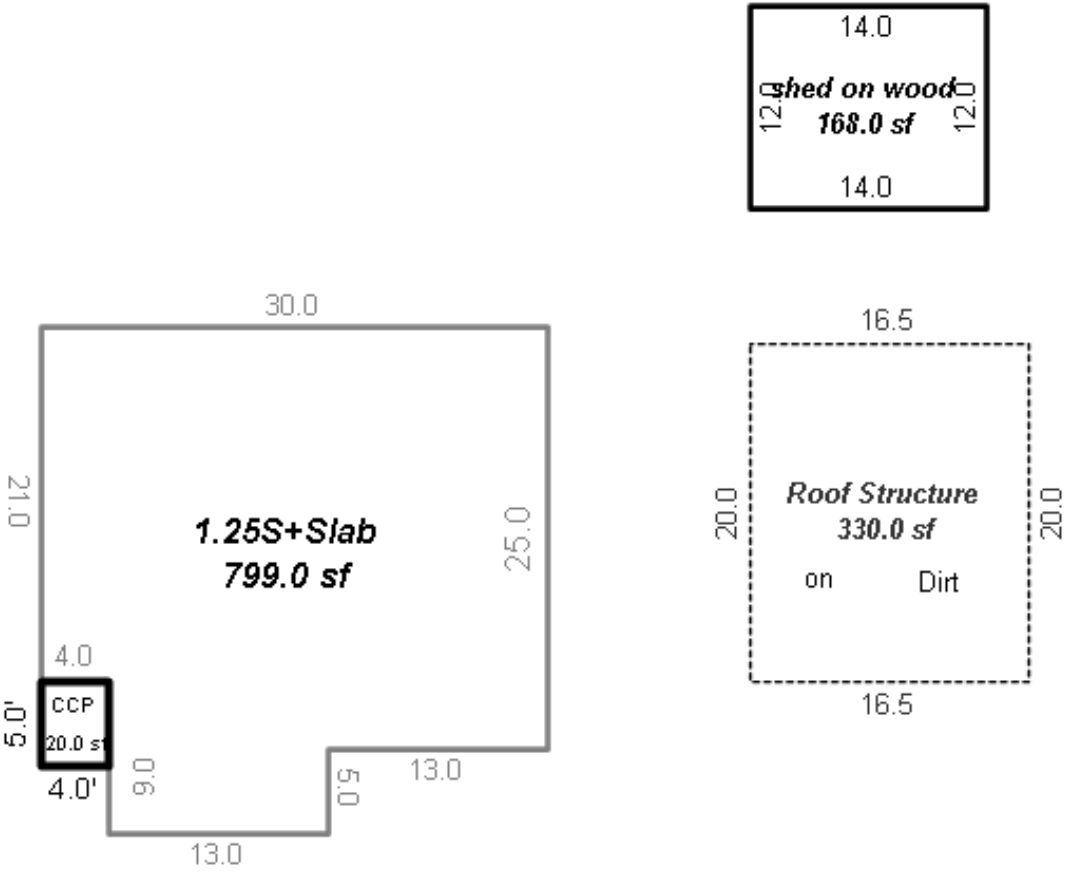 14.0
shed on wood
12.0
12.0
168.0 sf
14.0
30.0
16.5
21.0
1.25S+Slab
799.0 sf
25.0
20.0
Roof Structure
330.0 sf
20.0
on Dirt
4.0
CCP
5.0'
20.0 sf
4.0'
9.0
5.0
13.0
16.5
13.0